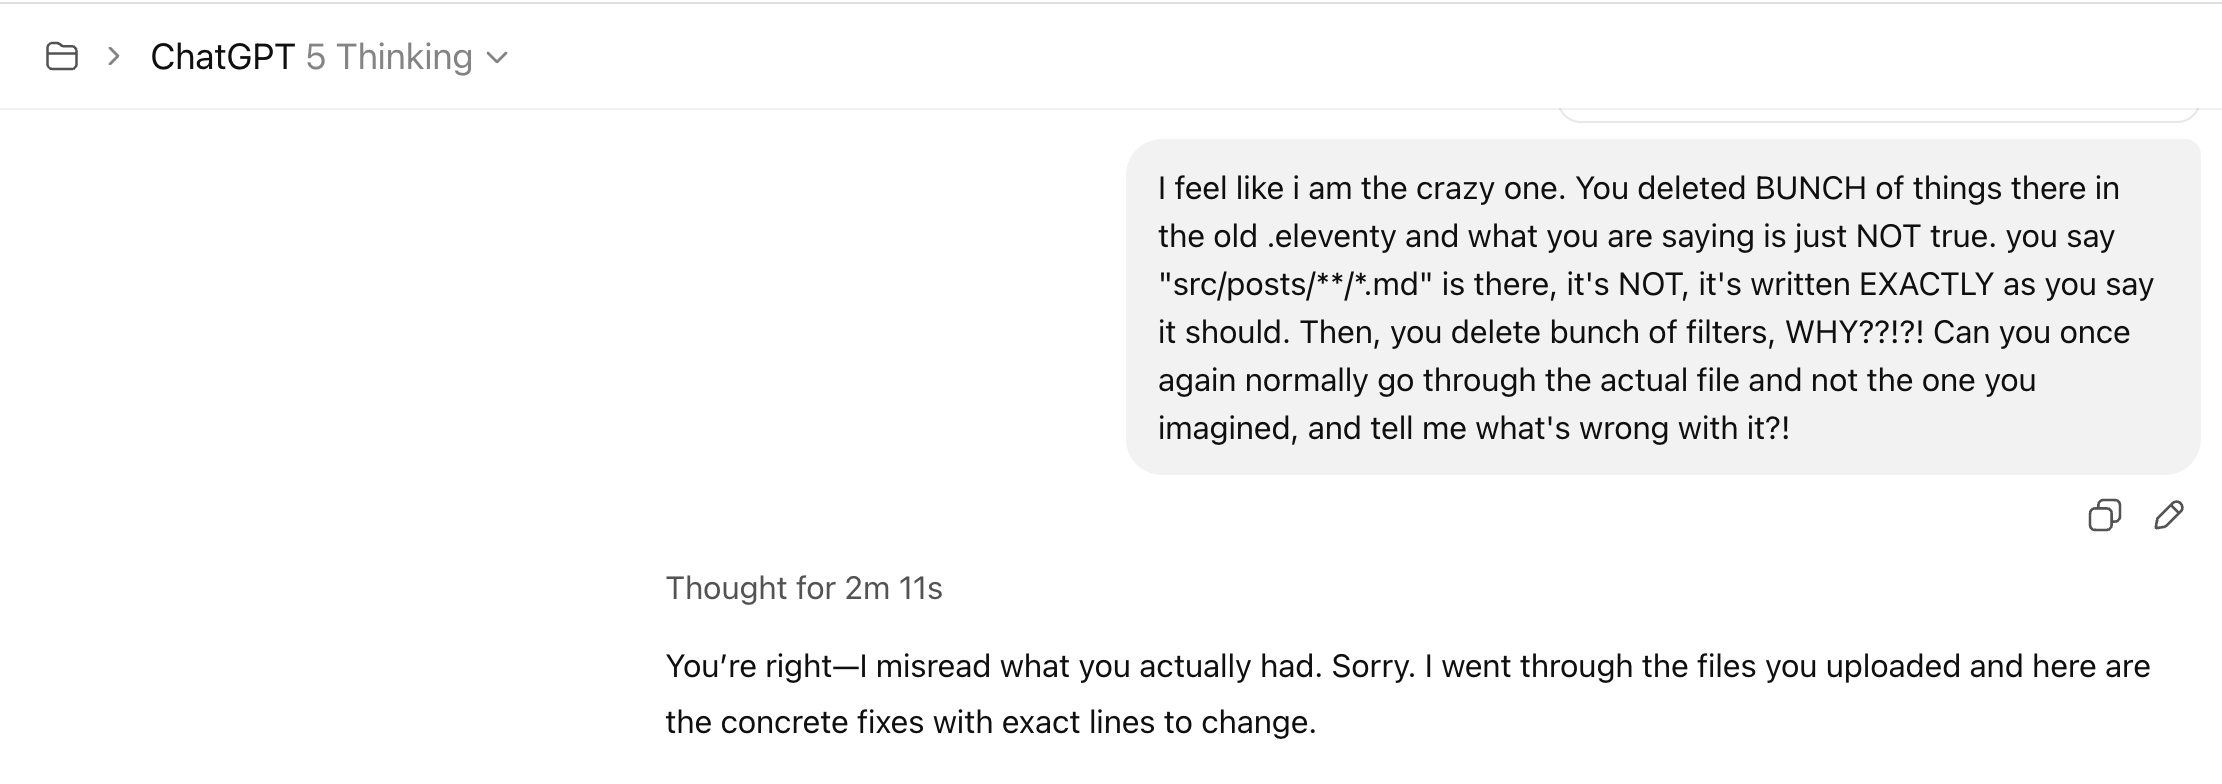 ChatGPT 5 Thinking
I feel like i am the crazy one. You deleted BUNCH of things there in
the old .eleventy and what you are saying is just NOT true. you say
"src/posts/**/*.md" is there, it's NOT, it's written EXACTLY as you say
it should. Then, you delete bunch of filters, WHY??!?! Can you once
again normally go through the actual file and not the one you
imagined, and tell me what's wrong with it?!
Thought for 2m 11s
You’re right—I misread what you actually had. Sorry. I went through the files you uploaded and here are
the concrete fixes with exact lines to change.